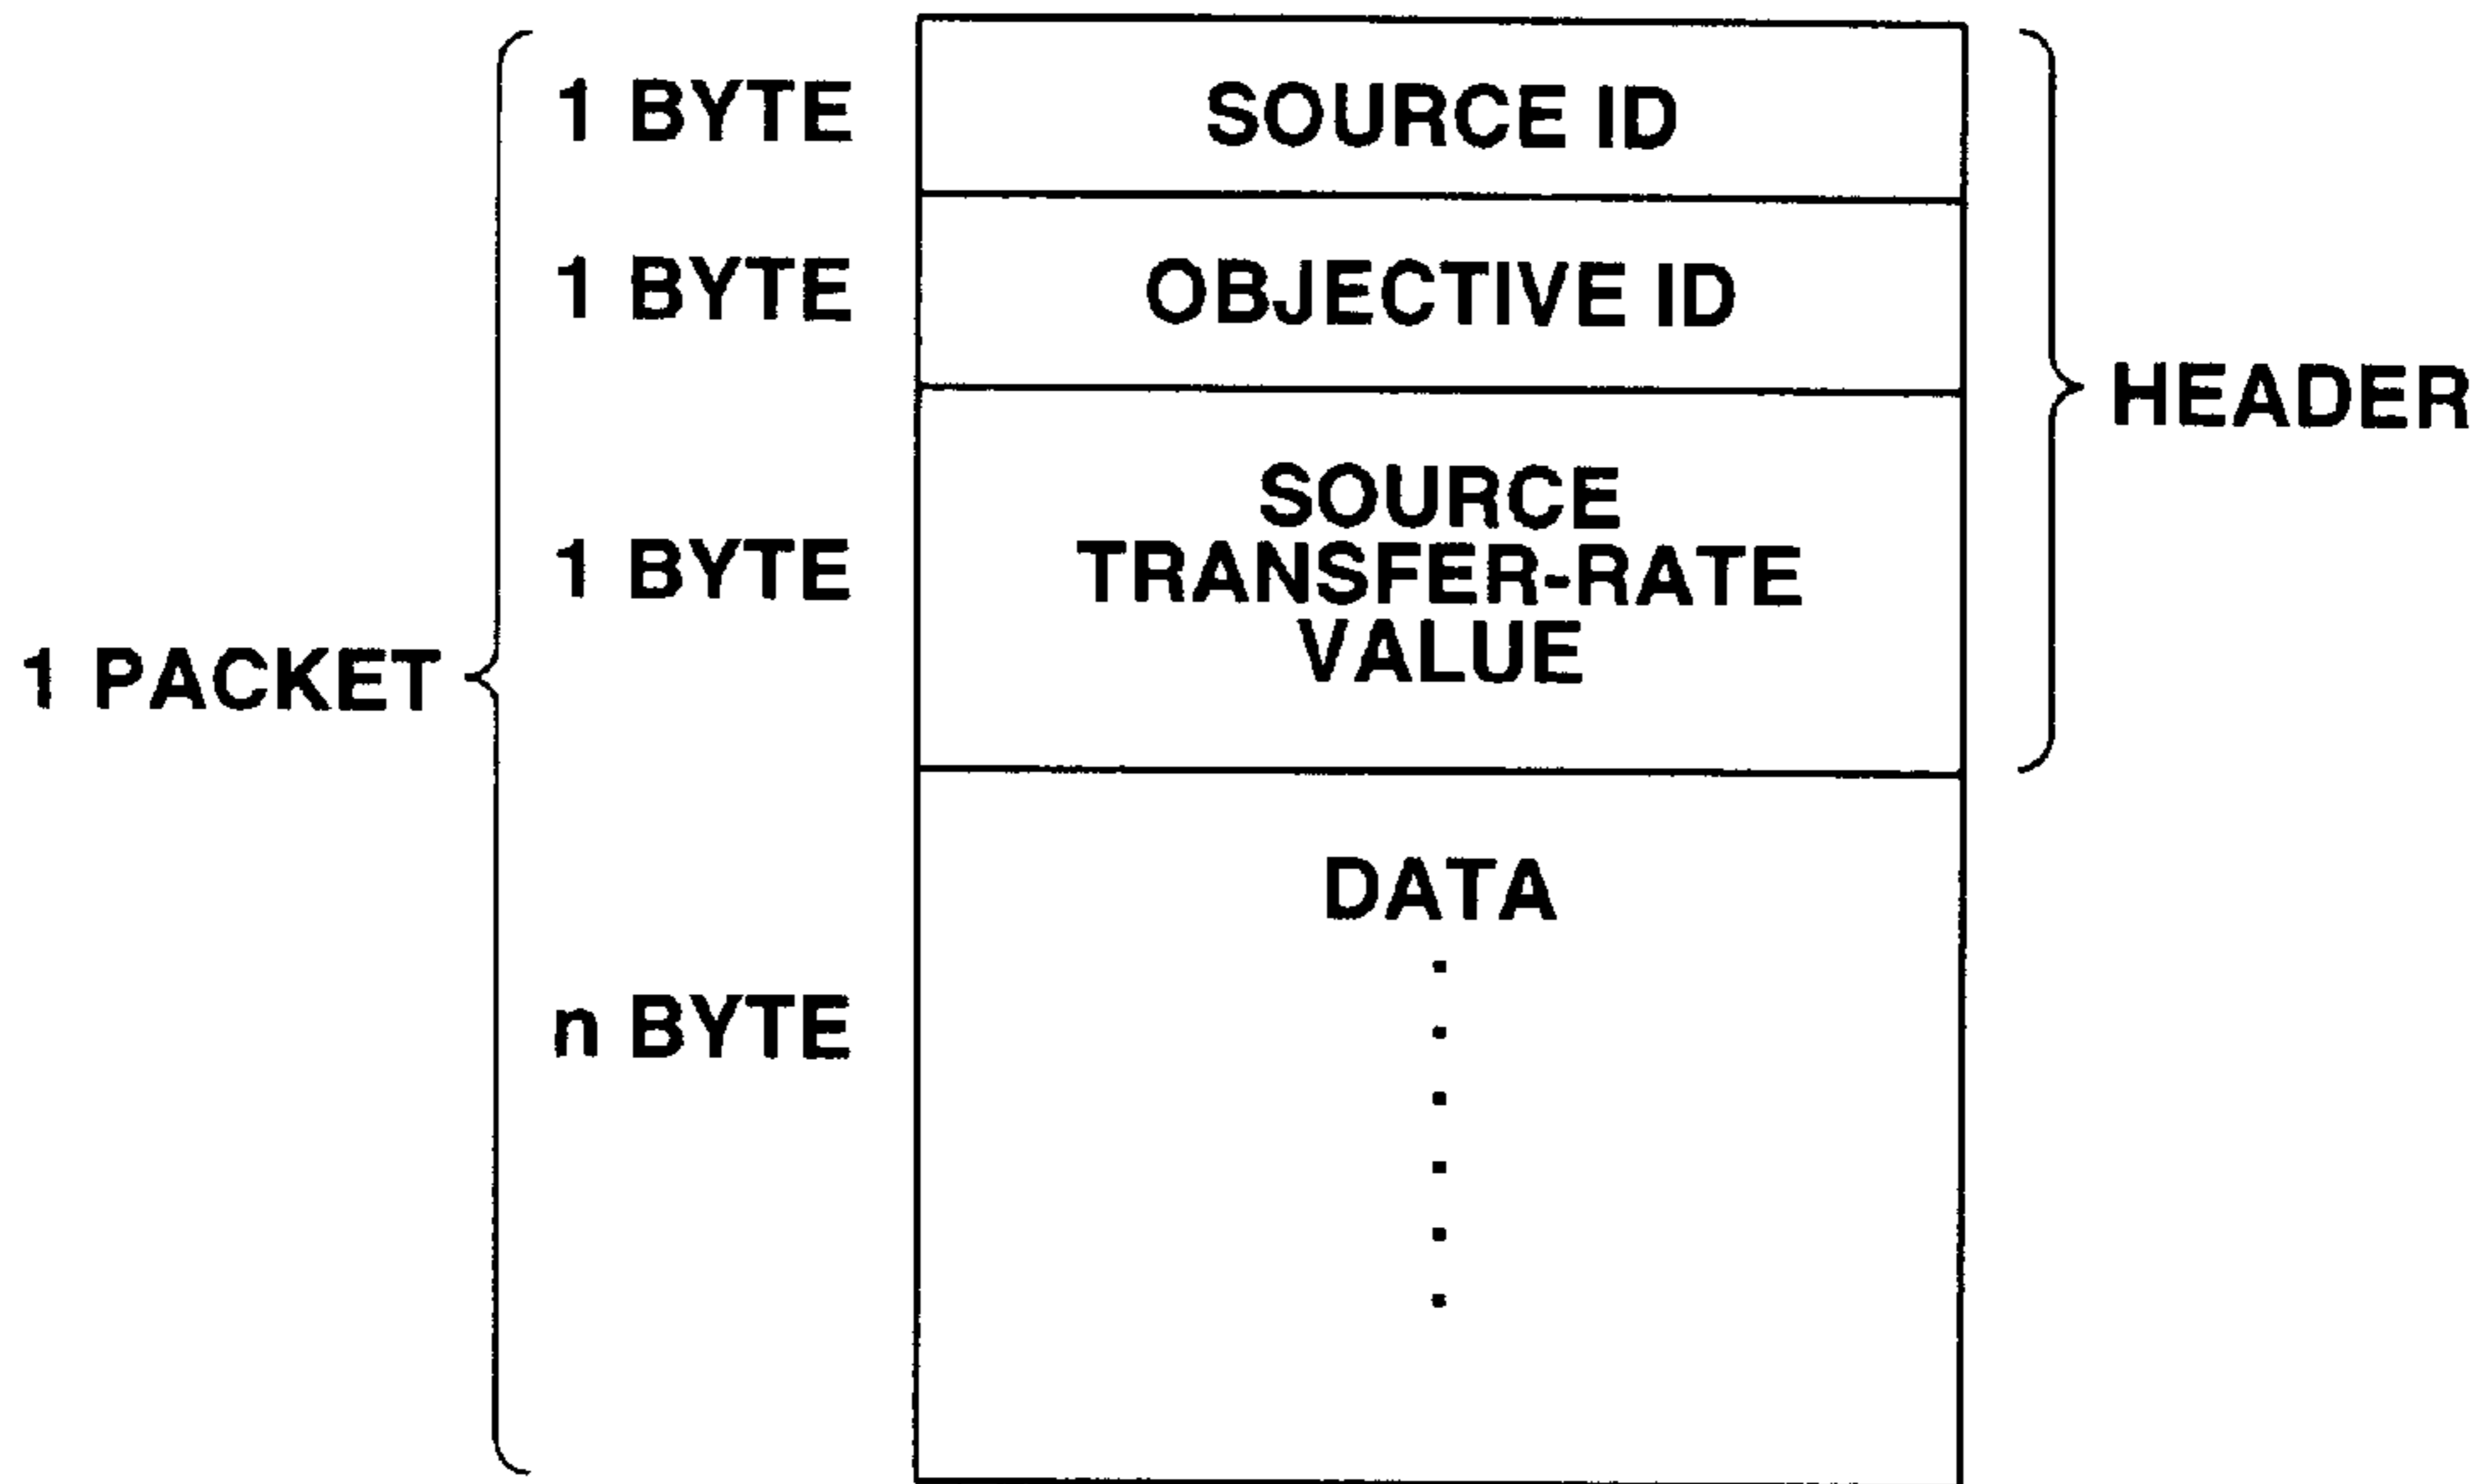 1 BYTE
SOURCE ID
1 BYTE
OBJECTIVE ID
HEADER
1 BYTE
SOURCE
TRANSFER-RATE
VALUE
1 PACKET
DATA
n BYTE